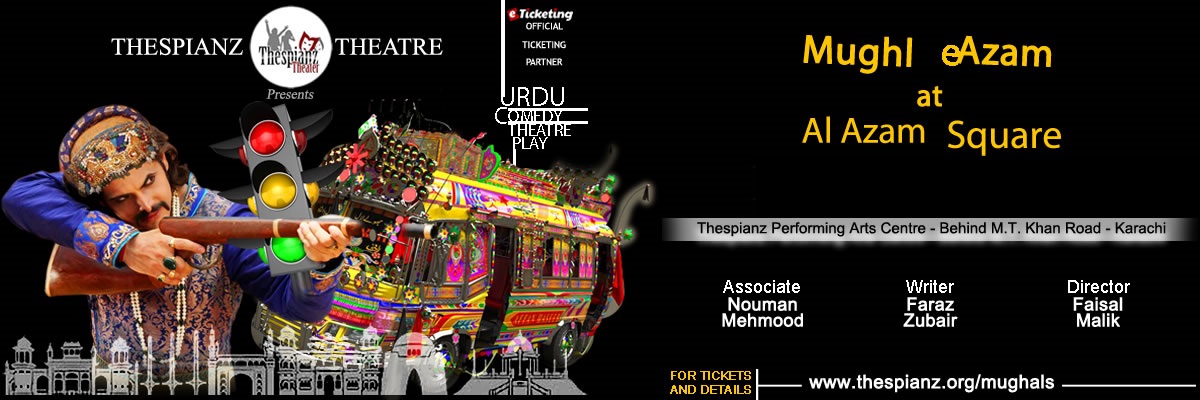 THESPIANZ THEATRE
Thespianz
Theater
Presents
eTicketing
OFFICIAL
TICKETING
PARTNER
URDU
COMEDY
THEATRE
PLAY
Mughl eAzam
at
Al Azam Square
Thespianz Performing Arts Centre - Behind M.T. Khan Road - Karachi
Associate
Nouman
Mehmood
Writer
Faraz
Zubair
Director
Faisal
Malik
FOR TICKETS
AND DETAILS
www.thespianz.org/mughals